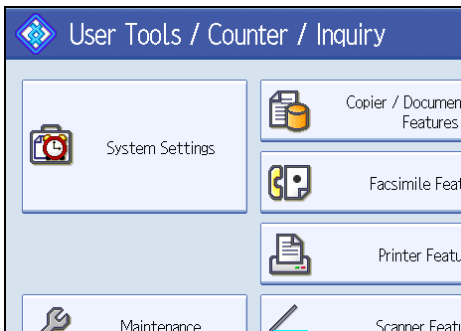 User Tools / Counter / Inquiry
System Settings
Copier / Documen
Features
Facsimile Feat
Printer Featu
Maintenance
Scanner Featu